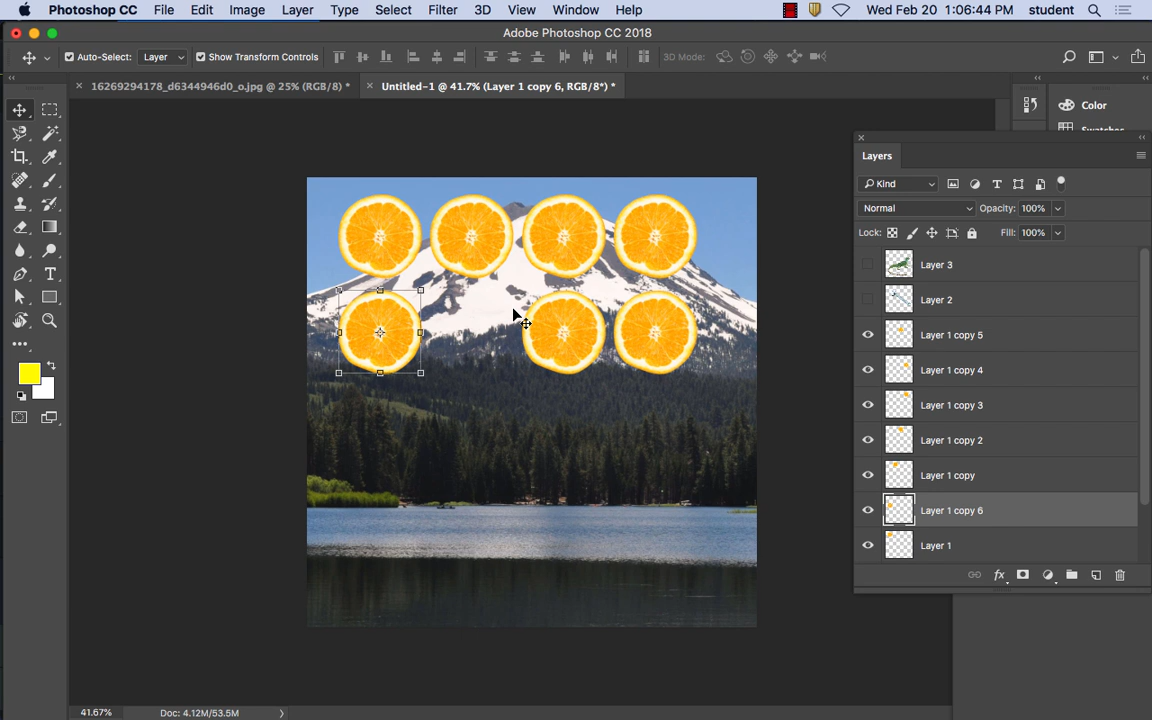 Photoshop CC File Edit Image Layer Type Select Filter 3D View Window Help Wed Feb 20 1:06:44 PM student
Adobe Photoshop CC 2018
Auto-Select: Layer Show Transform Controls 3D Mode:
16269294178_d6344946d0_o.jpg @ 25% (RGB/8) * Untitled-1 @ 41.7% (Layer 1 copy 6, RGB/8*) *
Color
Layers
Kind
Normal Opacity: 100%
Lock: Fill: 100%
Layer 3
Layer 2
Layer 1 copy 5
Layer 1 copy 4
Layer 1 copy 3
Layer 1 copy 2
Layer 1 copy
Layer 1 copy 6
Layer 1
41.67% Doc: 4.12M/53.5M